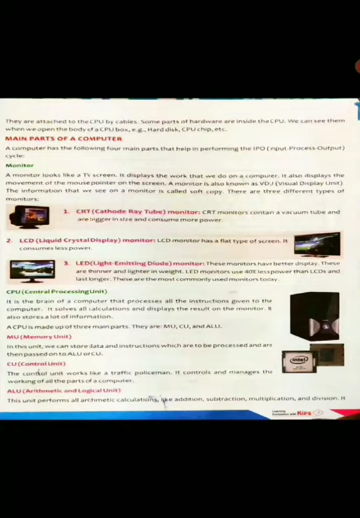 They are attached to the CPU by cables. Some parts of hardware are inside the CPU. We can see them
when we open the body of a CPU box, e.g., Hard disk, CPU chip, etc.
MAIN PARTS OF A COMPUTER
A computer has the following four main parts that help in performing the IPO (Input-Process-Output)
cycle:
Monitor
A monitor looks like a TV screen. It displays the work that we do on a computer. It also displays the
movement of the mouse pointer on the screen. A monitor is also known as VDU (Visual Display Unit)
The information that we see on a monitor is called soft copy. There are three different types of
monitors:
1. CRT (Cathode Ray Tube) monitor: CRT monitors contain a vacuum tube and
are bigger in size and consume more power.
2. LCD (Liquid Crystal Display) monitor: LCD monitor has a flat type of screen. It
consumes less power.
3. LED(Light-Emitting Diode) monitor: These monitors have better display. These
are thinner and lighter in weight. LED monitors use 40% less power than LCDs and
last longer. These are the most commonly used monitors today.
CPU (Central Processing Unit)
It is the brain of a computer that processes all the instructions given to the
computer. It solves all calculations and displays the result on the monitor. It
also stores a lot of information.
A CPU is made up of three main parts. They are: MU, CU, and ALU.
MU (Memory Unit)
In this unit, we can store data and instructions which are to be processed and are
then passed on to ALU or CU.
CU (Control Unit)
The control unit works like a traffic policeman. It controls and manages the
working of all the parts of a computer.
ALU (Arithmetic and Logical Unit)
This unit performs all arithmetic calculations, like addition, subtraction, multiplication, and division. It
intel
Learning
Computers with Kips